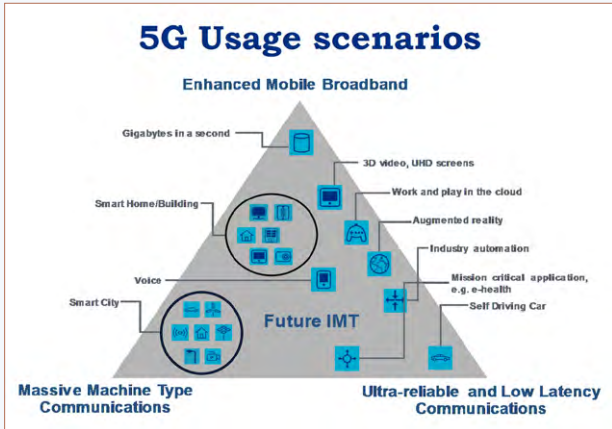 5G Usage scenarios
Enhanced Mobile Broadband
Gigabytes in a second
3D video, UHD screens
Smart Home/Building
Work and play in the cloud
Augmented reality
Industry automation
Voice
Mission critical application,
e.g. e-health
Smart City
Self Driving Car
Future IMT
Massive Machine Type
Communications
Ultra-reliable and Low Latency
Communications